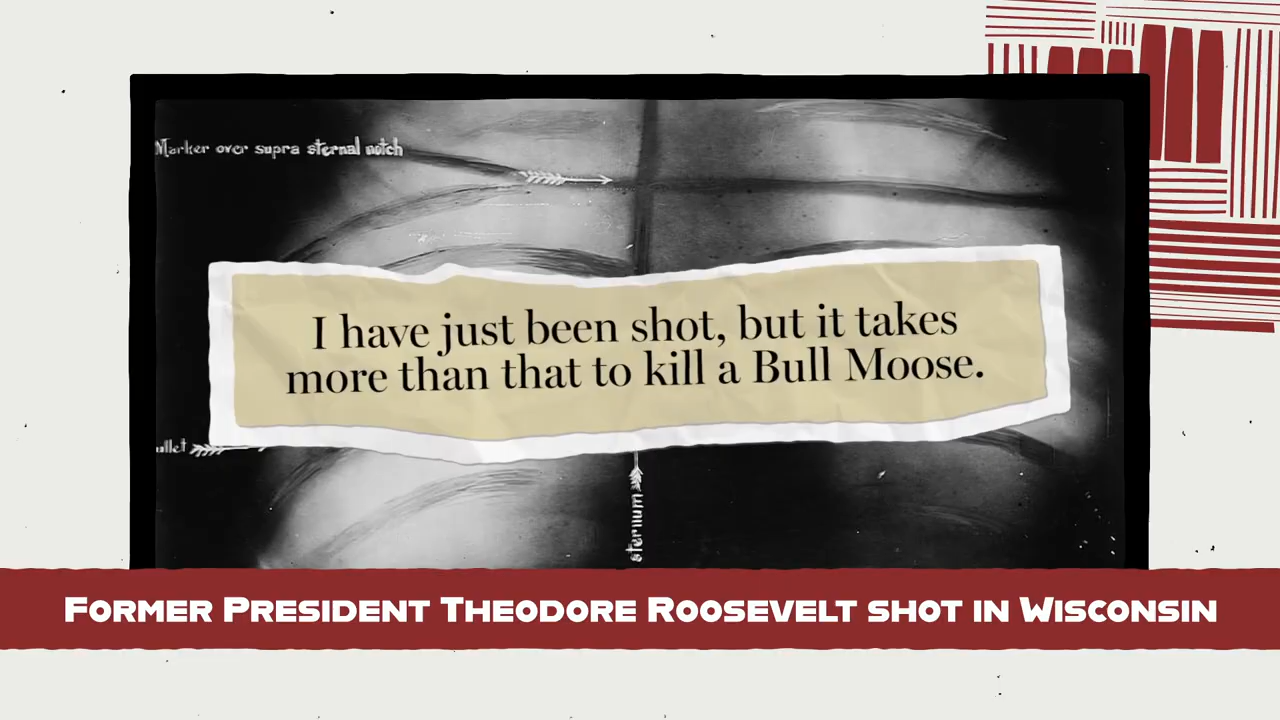 Marker over supra sternal notch
I have just been shot, but it takes
more than that to kill a Bull Moose.
ullet
sternum
Former President Theodore Roosevelt shot in Wisconsin